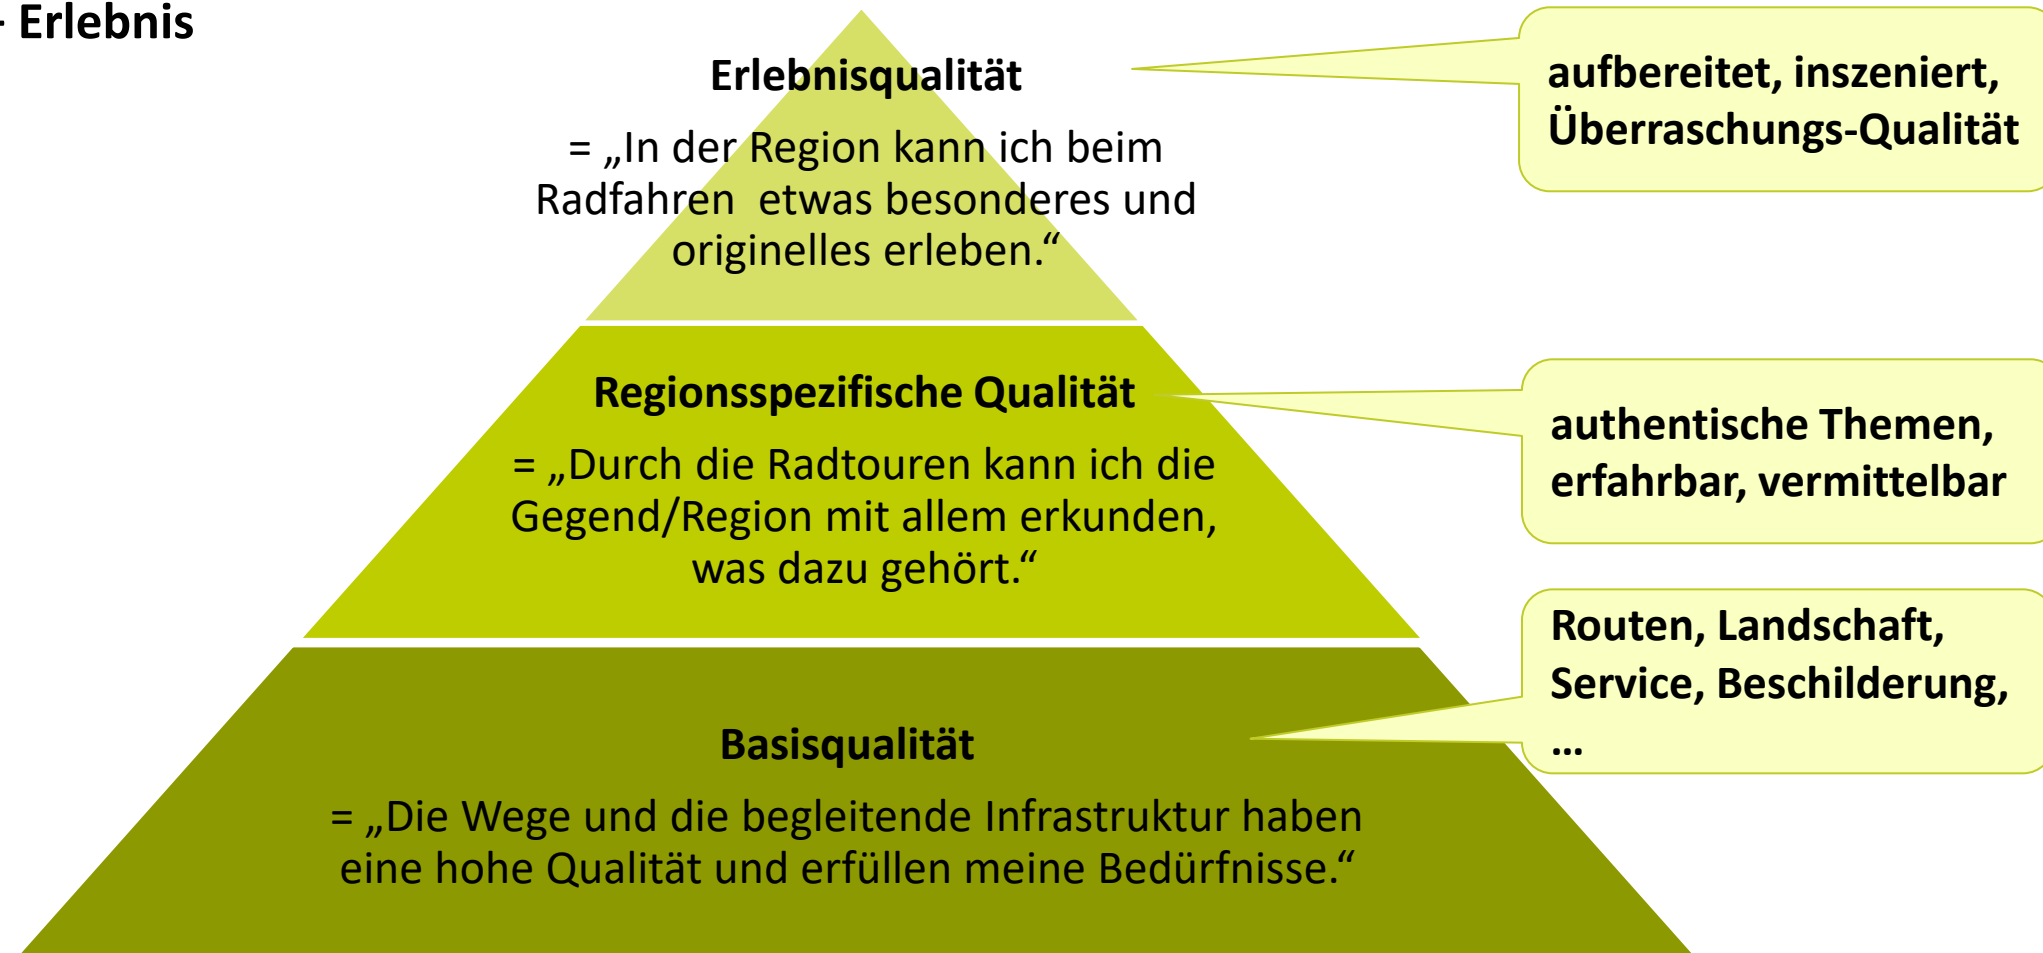 - Erlebnis
Erlebnisqualität
= „In der Region kann ich beim
Radfahren etwas besonderes und
originelles erleben.“
aufbereitet, inszeniert,
Überraschungs-Qualität
Regionsspezifische Qualität
= „Durch die Radtouren kann ich die
Gegend/Region mit allem erkunden,
was dazu gehört.“
authentische Themen,
erfahrbar, vermittelbar
Basisqualität
= „Die Wege und die begleitende Infrastruktur haben
eine hohe Qualität und erfüllen meine Bedürfnisse.“
Routen, Landschaft,
Service, Beschilderung,
…